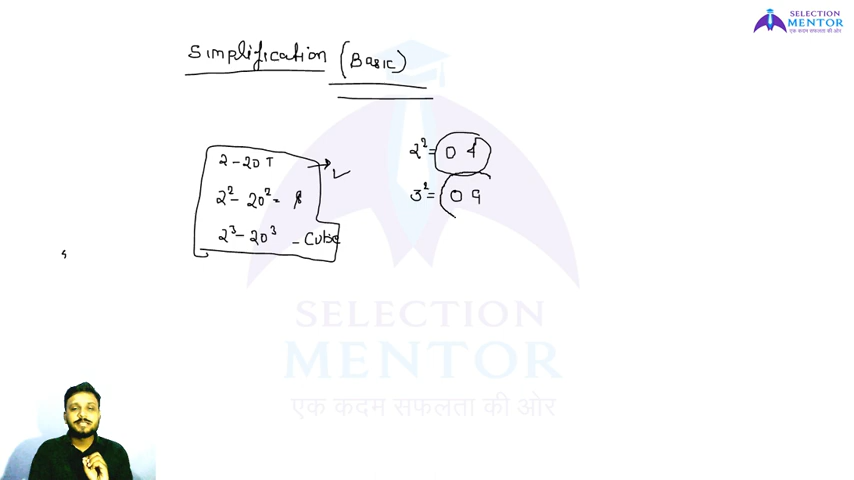 SELECTION
MENTOR
एक कदम सफलता की ओर
Simplification (Basic)
2 - 20 T
2² - 20² =
2³ - 20³ - Cube
2² = 04
3² = 09
SELECTION
MENTOR
एक कदम सफलता की ओर